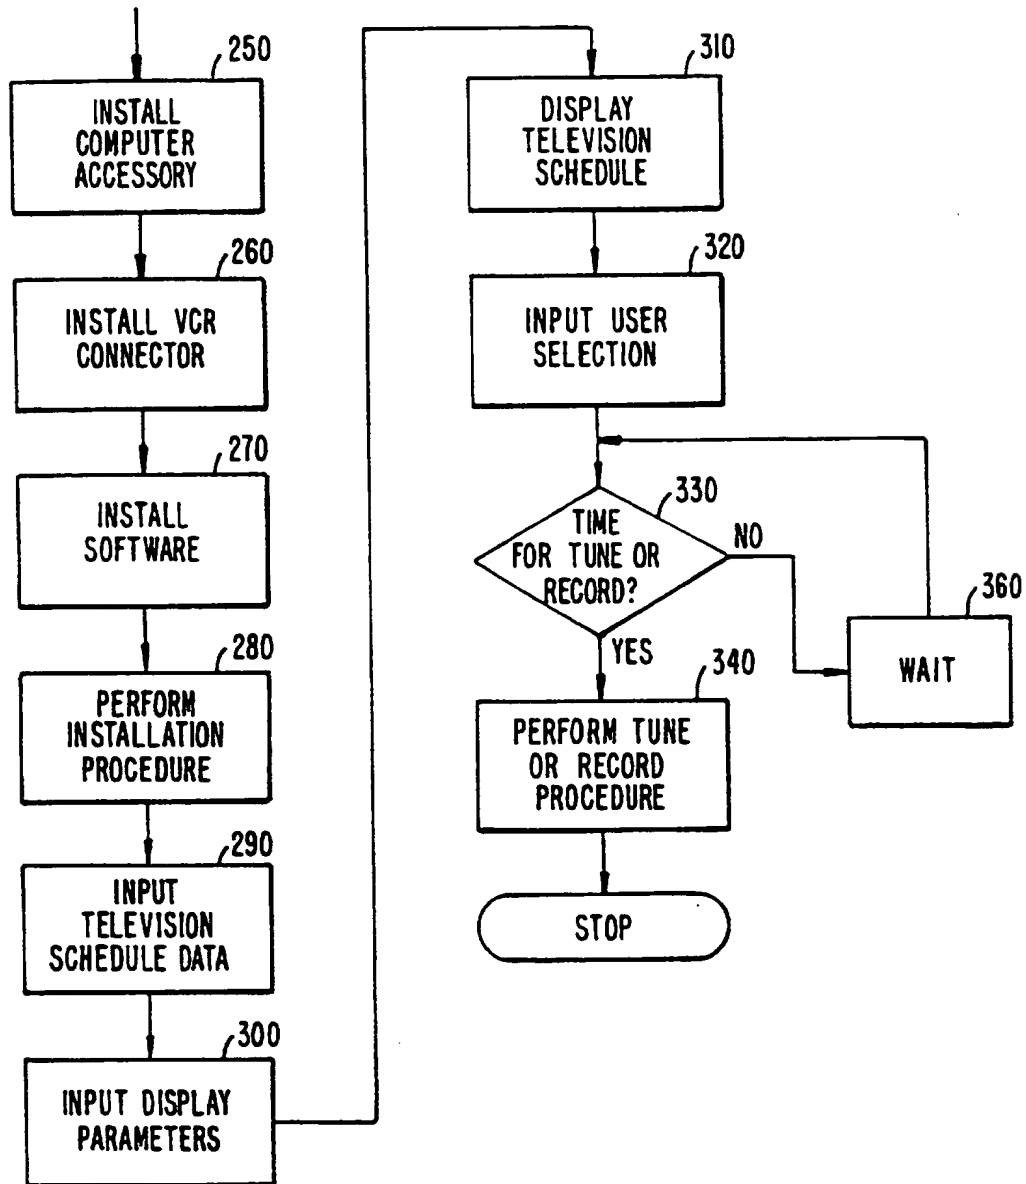 250
INSTALL
COMPUTER
ACCESSORY
260
INSTALL VCR
CONNECTOR
270
INSTALL
SOFTWARE
280
PERFORM
INSTALLATION
PROCEDURE
290
INPUT
TELEVISION
SCHEDULE DATA
300
INPUT DISPLAY
PARAMETERS
310
DISPLAY
TELEVISION
SCHEDULE
320
INPUT USER
SELECTION
330
TIME
FOR TUNE OR
RECORD?
NO
YES
360
WAIT
340
PERFORM TUNE
OR RECORD
PROCEDURE
STOP